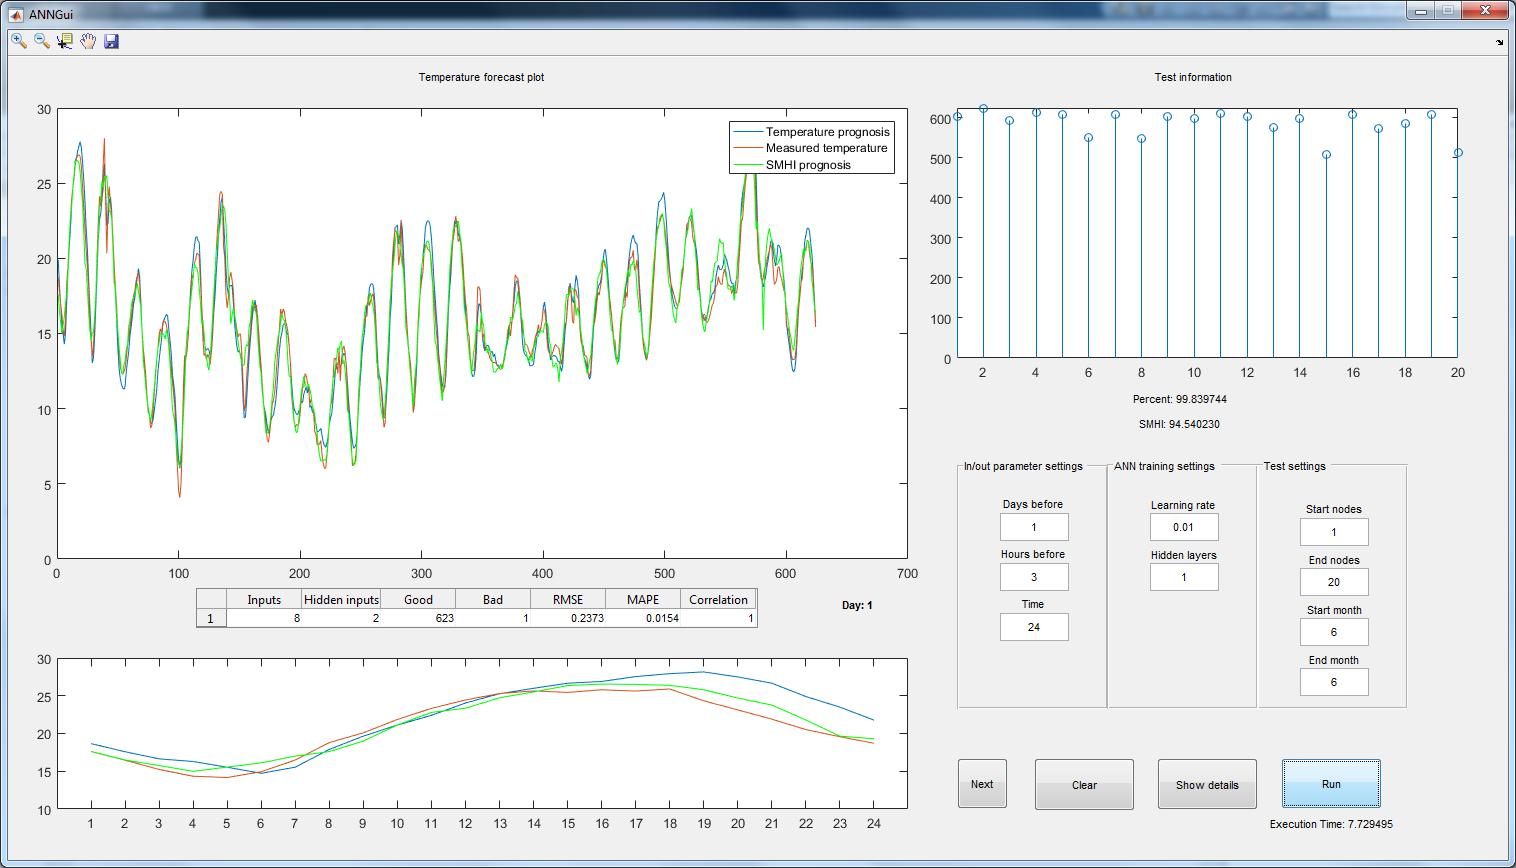 ANNGui
Temperature forecast plot
30
25
20
15
10
5
0
0 100 200 300 400 500 600 700
Temperature prognosis
Measured temperature
SMHI prognosis
Inputs Hidden inputs Good Bad RMSE MAPE Correlation
1 8 2 623 1 0.2373 0.0154 1
Day: 1
30
25
20
15
10
1 2 3 4 5 6 7 8 9 10 11 12 13 14 15 16 17 18 19 20 21 22 23 24
Test information
600
500
400
300
200
100
0
2 4 6 8 10 12 14 16 18 20
Percent: 99.839744
SMHI: 94.540230
In/out parameter settings
Days before
1
Hours before
3
Time
24
ANN training settings
Learning rate
0.01
Hidden layers
1
Test settings
Start nodes
1
End nodes
20
Start month
6
End month
6
Next
Clear
Show details
Run
Execution Time: 7.729495